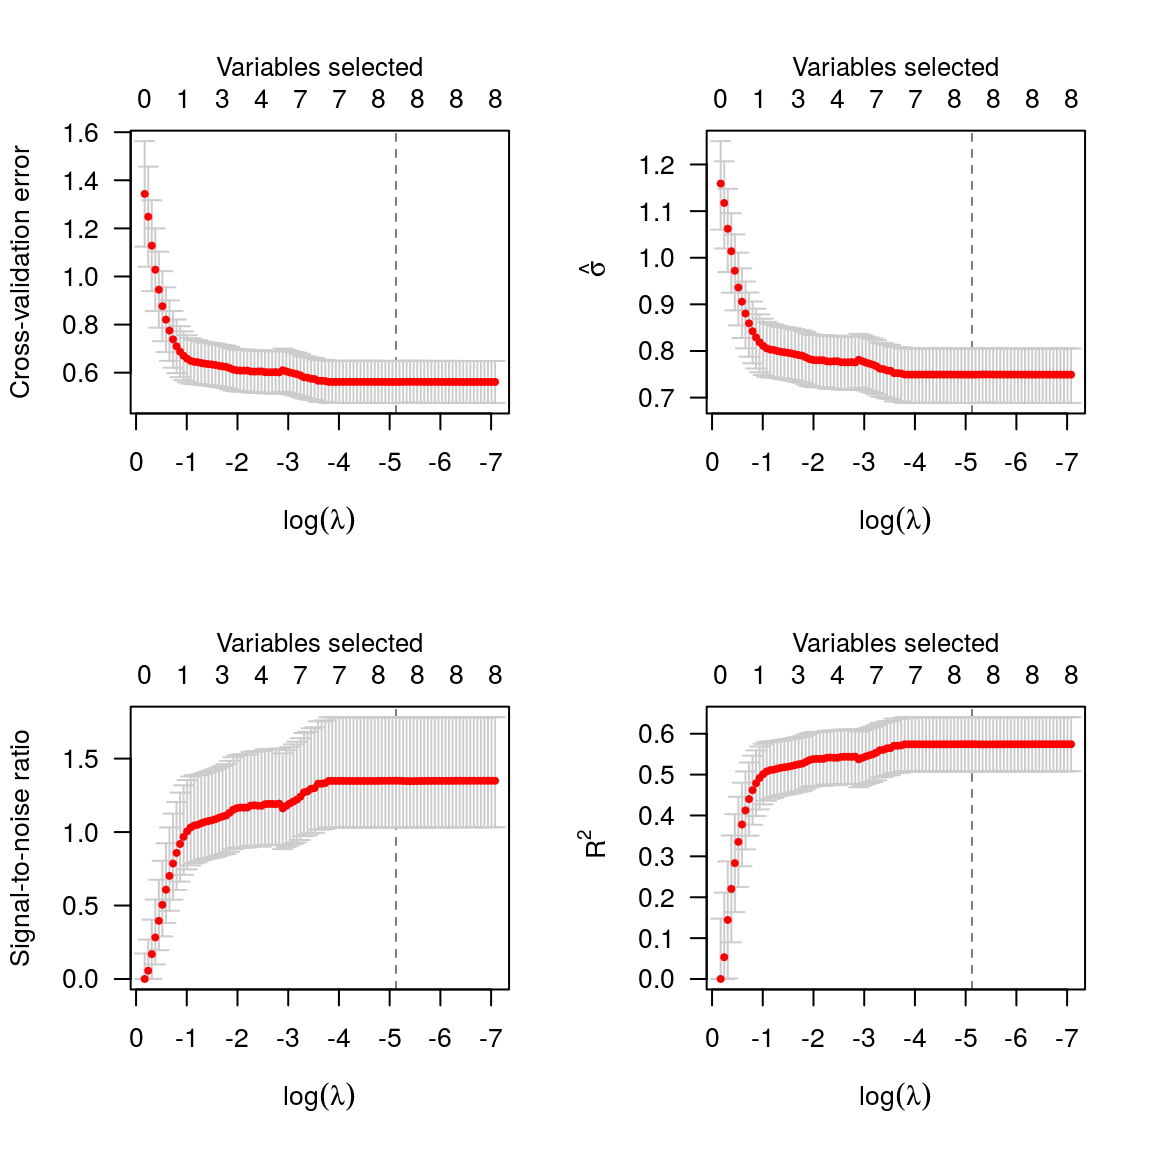 Variables selected
0 1 3 4 7 7 8 8 8 8
1.6
1.4
1.2
1.0
0.8
0.6
Cross-validation error
0 -1 -2 -3 -4 -5 -6 -7
log(λ)
Variables selected
0 1 3 4 7 7 8 8 8 8
1.2
1.1
1.0
0.9
0.8
0.7
σ̂
0 -1 -2 -3 -4 -5 -6 -7
log(λ)
Variables selected
0 1 3 4 7 7 8 8 8 8
1.5
1.0
0.5
0.0
Signal-to-noise ratio
0 -1 -2 -3 -4 -5 -6 -7
log(λ)
Variables selected
0 1 3 4 7 7 8 8 8 8
0.6
0.5
0.4
0.3
0.2
0.1
0.0
R²
0 -1 -2 -3 -4 -5 -6 -7
log(λ)